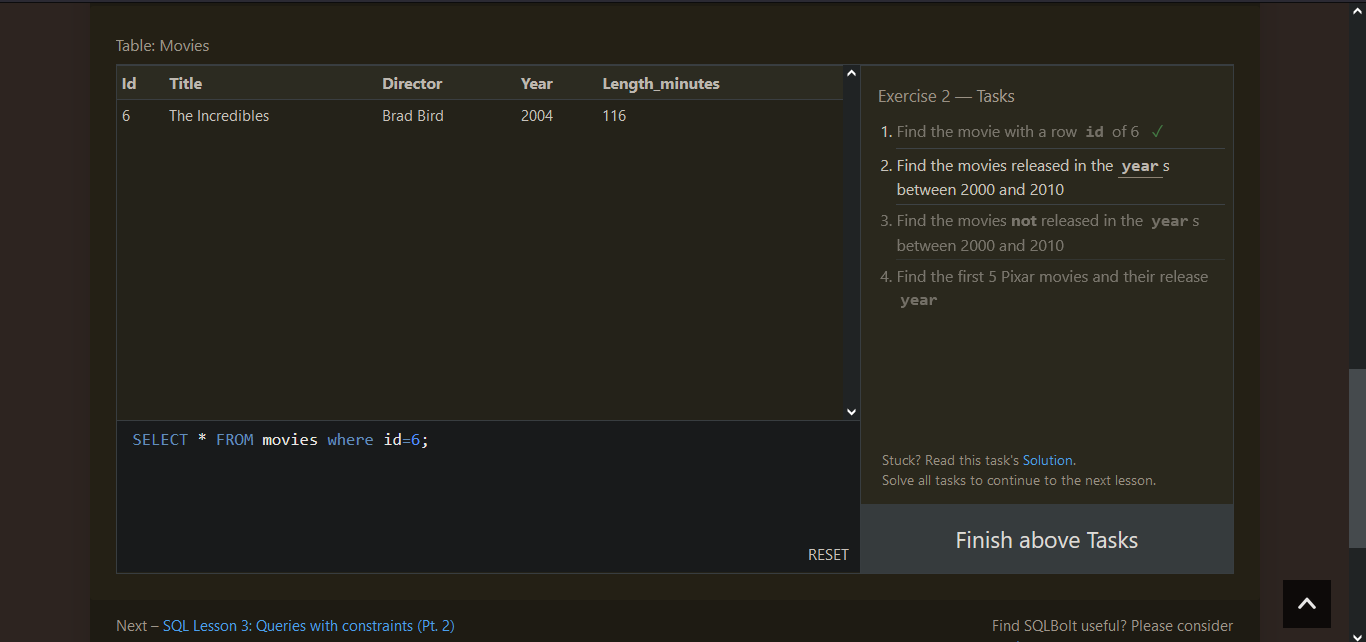 Table: Movies
Id Title Director Year Length_minutes
6 The Incredibles Brad Bird 2004 116
SELECT * FROM movies where id=6;
RESET
Exercise 2 — Tasks
1. Find the movie with a row id of 6 ✓
2. Find the movies released in the year s
between 2000 and 2010
3. Find the movies not released in the year s
between 2000 and 2010
4. Find the first 5 Pixar movies and their release
year
Stuck? Read this task's Solution.
Solve all tasks to continue to the next lesson.
Finish above Tasks
Next – SQL Lesson 3: Queries with constraints (Pt. 2)
Find SQLBolt useful? Please consider